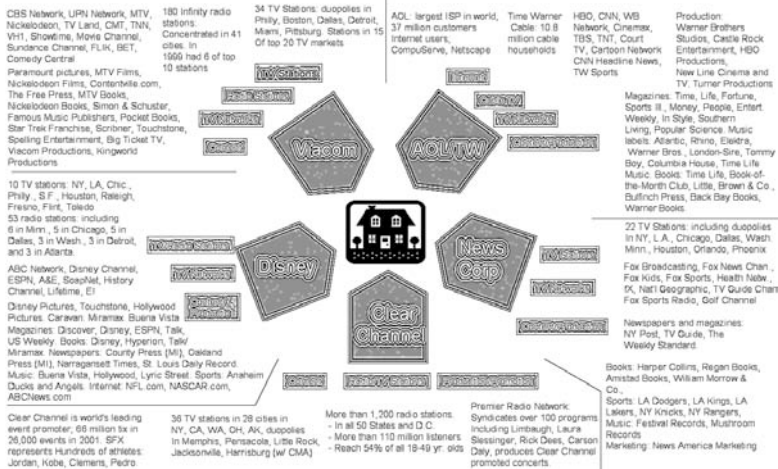 CBS Network, UPN Network, MTV,
Nickelodeon, TV Land, CMT, TNN,
VH1, Showtime, Movie Channel,
Sundance Channel, FLIK, BET,
Comedy Central
Paramount pictures, MTV Films,
Nickelodeon Films, Contentville.com,
The Free Press, MTV Books,
Nickelodeon Books, Simon & Schuster,
Famous Music Publishers, Pocket Books,
Star Trek Franchise, Scribner, Touchstone,
Spelling Entertainment, Big Ticket TV,
Viacom Productions, Kingworld
Productions
180 Infinity radio
stations:
Concentrated in 41
cities. In
1999 had 6 of top
10 stations
34 TV Stations: duopolies in
Philly, Boston, Dallas, Detroit,
Miami, Pittsburg. Stations in 15
Of top 20 TV markets
AOL: largest ISP in world,
37 million customers
Internet users,
CompuServe, Netscape
Time Warner
Cable: 10.8
million cable
households
HBO, CNN, WB
Network, Cinemax,
TBS, TNT, Court
TV, Cartoon Network
CNN Headline News,
TW Sports
Production:
Warner Brothers
Studios, Castle Rock
Entertainment, HBO
Productions,
New Line Cinema and
TV. Turner Productions
Magazines: Time, Life, Fortune,
Sports Ill., Money, People, Entert.
Weekly, In Style, Southern
Living, Popular Science. Music
labels: Atlantic, Rhino, Elektra,
Warner Bros., London-Sire, Tommy
Boy, Columbia House, Time Life
Music. Books: Time Life, Book-of-
the-Month Club, Little, Brown & Co.,
Bulfinch Press, Back Bay Books,
Warner Books.
TV Stations
Viacom
AOL/TW
10 TV stations: NY, LA, Chic.,
Philly., S.F., Houston, Raleigh,
Fresno, Flint, Toledo
53 radio stations: including
6 in Minn., 5 in Chicago, 5 in
Dallas, 3 in Wash., 3 in Detroit,
and 3 in Atlanta.
ABC Network, Disney Channel,
ESPN, A&E, SoapNet, History
Channel, Lifetime, E!
Disney Pictures, Touchstone, Hollywood
Pictures. Caravan. Miramax. Buena Vista
Magazines: Discover, Disney, ESPN, Talk,
US Weekly. Books: Disney, Hyperion, Talk/
Miramax. Newspapers: County Press (MI), Oakland
Press (MI), Narragansett Times, St. Louis Daily Record.
Music: Buena Vista, Hollywood, Lyric Street. Sports: Anaheim
Ducks and Angels. Internet: NFL.com, NASCAR.com,
ABCNews.com
Disney
News
Corp
Clear
Channel
22 TV Stations: including duopolies
In NY, L.A., Chicago, Dallas, Wash.
Minn., Houston, Orlando, Phoenix
Fox Broadcasting, Fox News Chan.,
Fox Kids, Fox Sports, Health Netw.,
fX, Nat'l Geographic, TV Guide Chan
Fox Sports Radio, Golf Channel
Newspapers and magazines:
NY Post, TV Guide, The
Weekly Standard.
Books: Harper Collins, Regan Books,
Amistad Books, William Morrow &
Co.,
Sports: LA Dodgers, LA Kings, LA
Lakers, NY Knicks, NY Rangers,
Music: Festival Records, Mushroom
Records
Marketing: News America Marketing
Clear Channel is world's leading
event promoter; 66 million tix in
26,000 events in 2001. SFX
represents Hundreds of athletes:
Jordan, Kobe, Clemens, Pedro.
36 TV stations in 28 cities in
NY, CA, WA, OH, AK, duopolies
In Memphis, Pensacola, Little Rock,
Jacksonville, Harrisburg (w/ CMA)
More than 1,200 radio stations.
- In all 50 States and D.C.
- More than 110 million listeners
- Reach 54% of all 18-49 yr. olds
Premier Radio Network:
Syndicates over 100 programs
Including Limbaugh, Laura
Slessinger, Rick Dees, Carson
Daly, produces Clear Channel
promoted concerts.